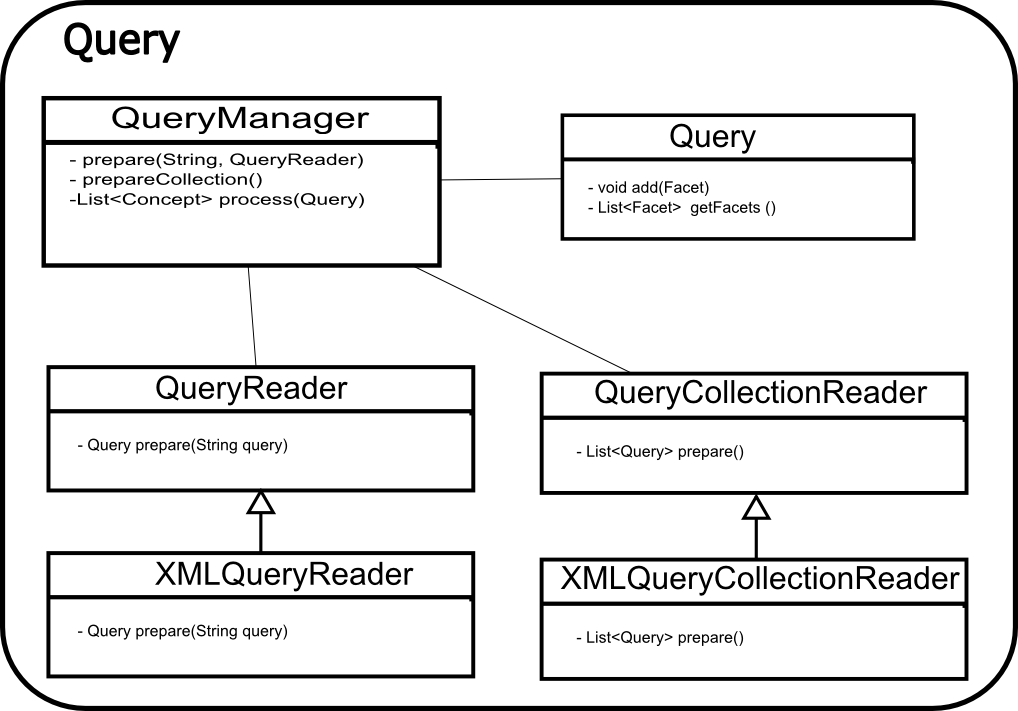 Query
QueryManager
- prepare(String, QueryReader)
- prepareCollection()
-List<Concept> process(Query)
Query
- void add(Facet)
- List<Facet>  getFacets ()
QueryReader
- Query prepare(String query)
QueryCollectionReader
- List<Query> prepare()
XMLQueryReader
- Query prepare(String query)
XMLQueryCollectionReader
- List<Query> prepare()